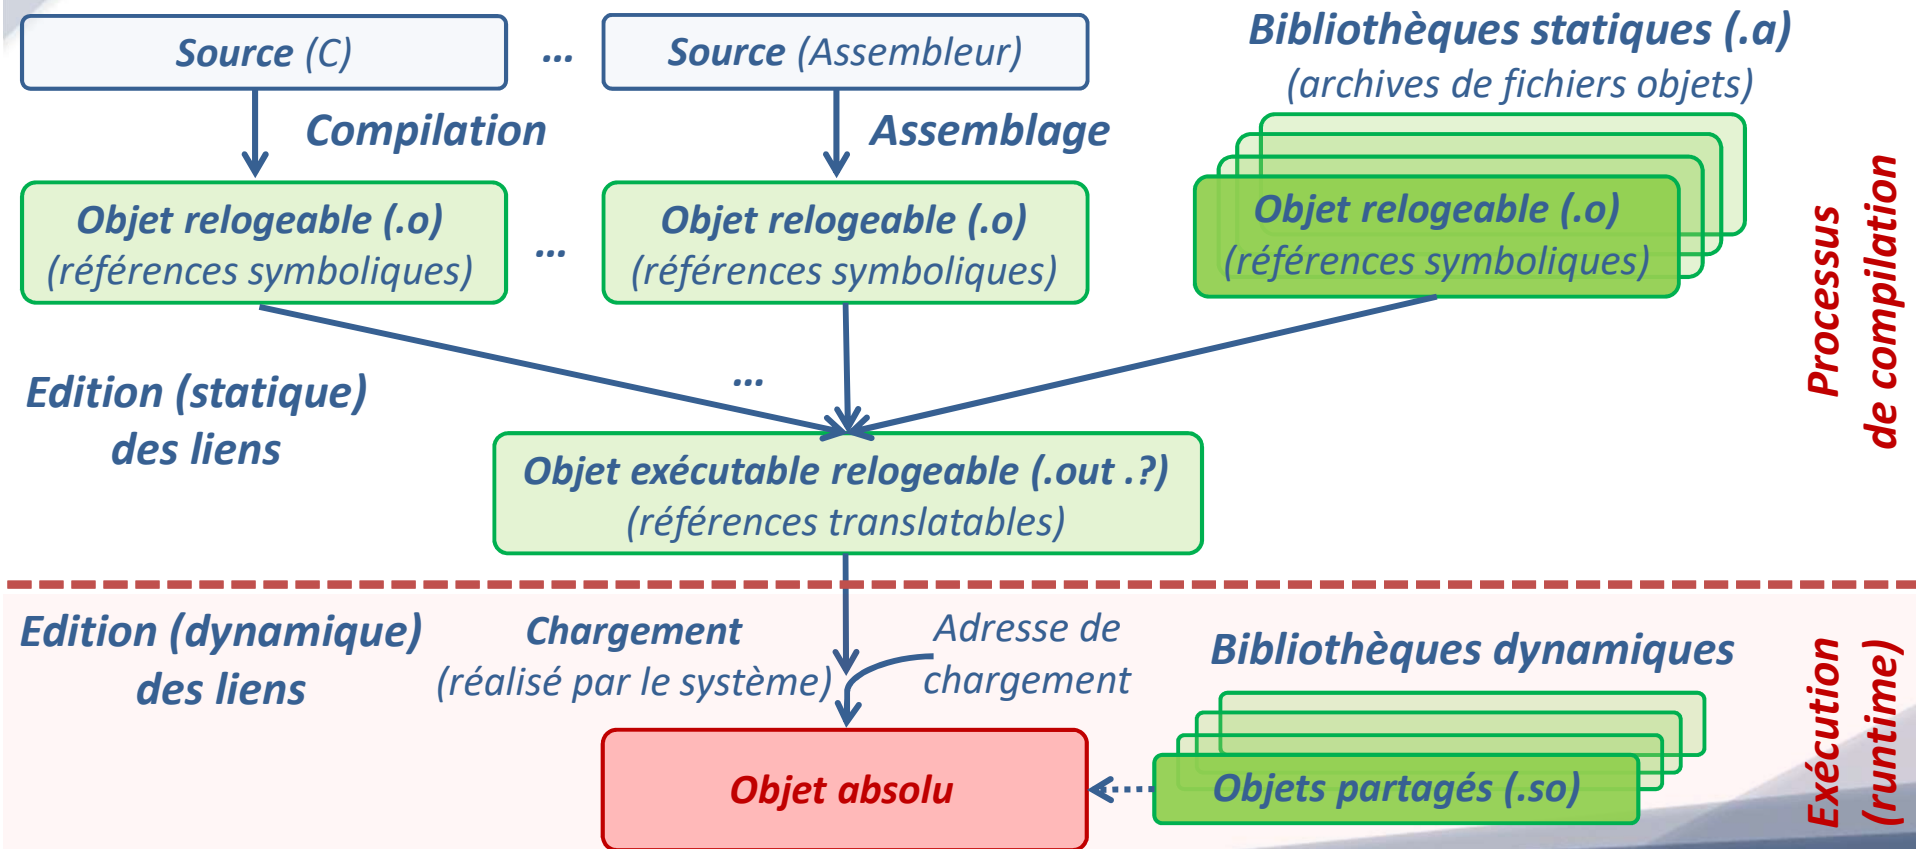 Source (C)
...
Source (Assembleur)
Bibliothèques statiques (.a)
(archives de fichiers objets)
Compilation
Assemblage
Objet relogeable (.o)
(références symboliques)
...
Objet relogeable (.o)
(références symboliques)
Objet relogeable (.o)
(références symboliques)
Processus
de compilation
Edition (statique)
des liens
...
Objet exécutable relogeable (.out .?)
(références translatables)
Edition (dynamique)
des liens
Chargement
(réalisé par le système)
Adresse de
chargement
Bibliothèques dynamiques
Objet absolu
Objets partagés (.so)
Exécution
(runtime)